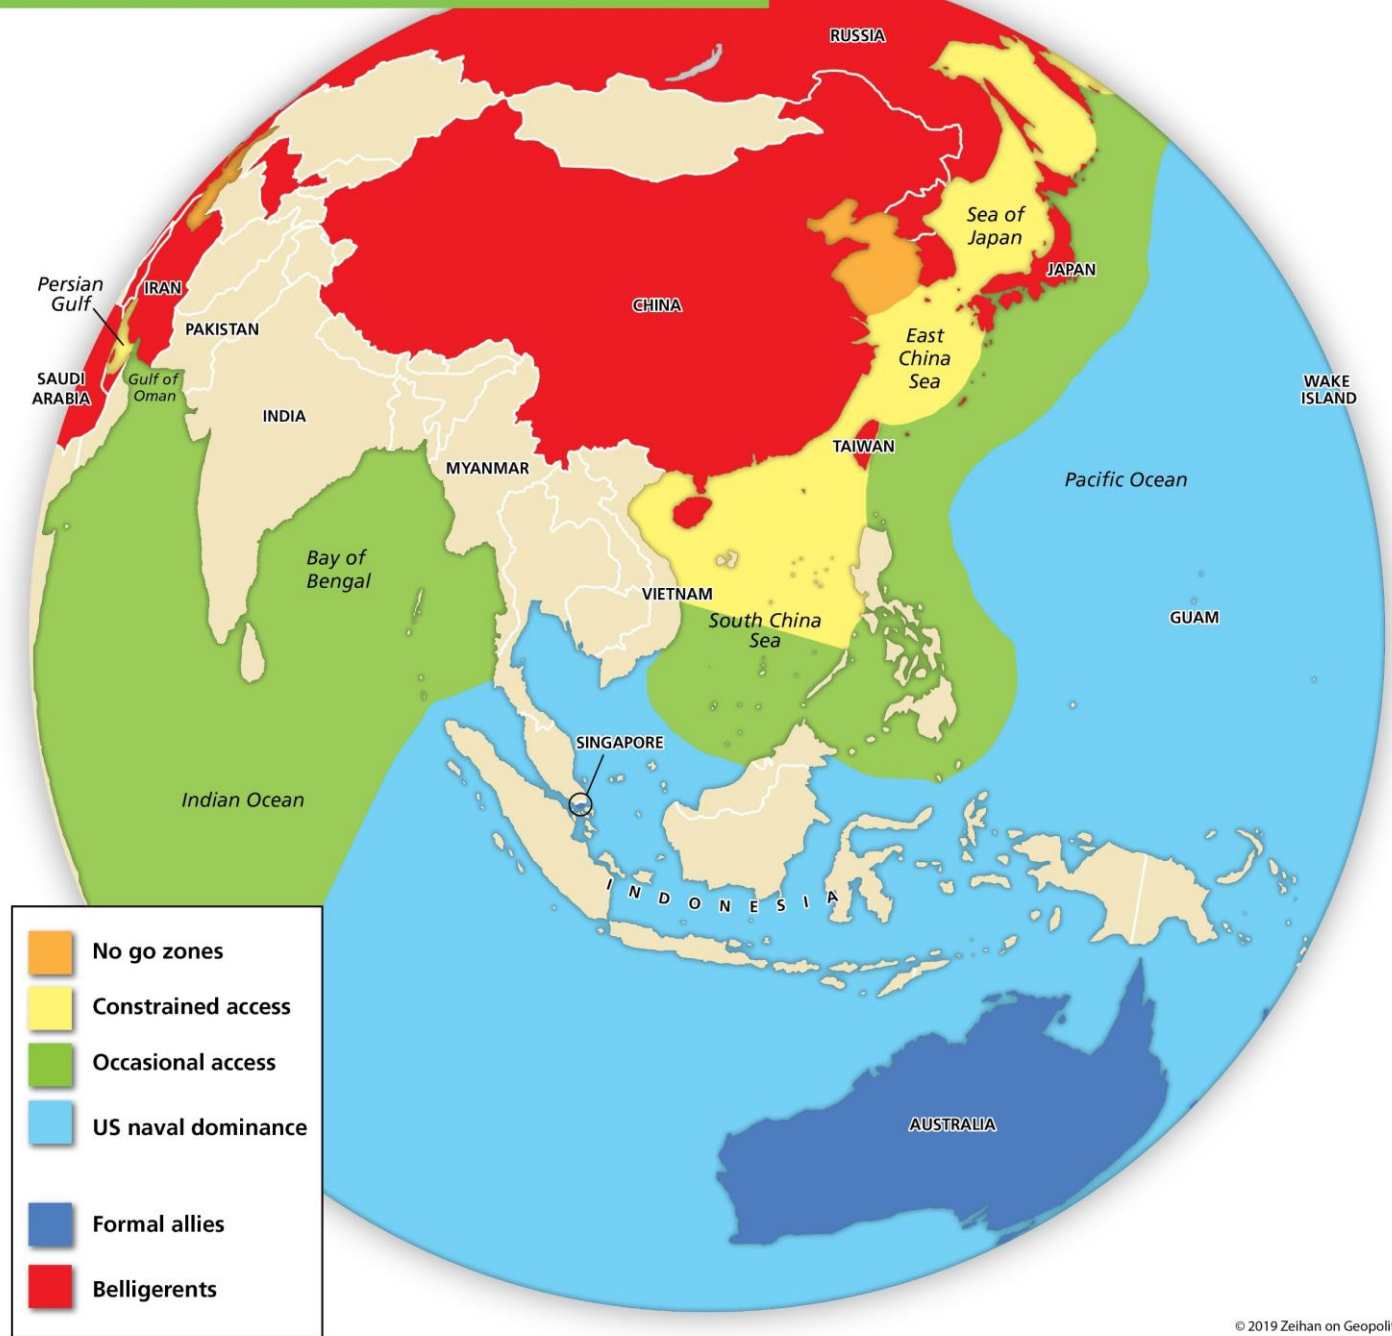 RUSSIA
Sea of
Japan
JAPAN
Persian
Gulf
IRAN
CHINA
PAKISTAN
East
China
Sea
SAUDI
ARABIA
Gulf of
Oman
WAKE
ISLAND
INDIA
TAIWAN
MYANMAR
Pacific Ocean
Bay of
Bengal
VIETNAM
South China
Sea
GUAM
SINGAPORE
Indian Ocean
INDONESIA
No go zones
Constrained access
Occasional access
US naval dominance
AUSTRALIA
Formal allies
Belligerents
© 2019 Zeihan on Geopolit